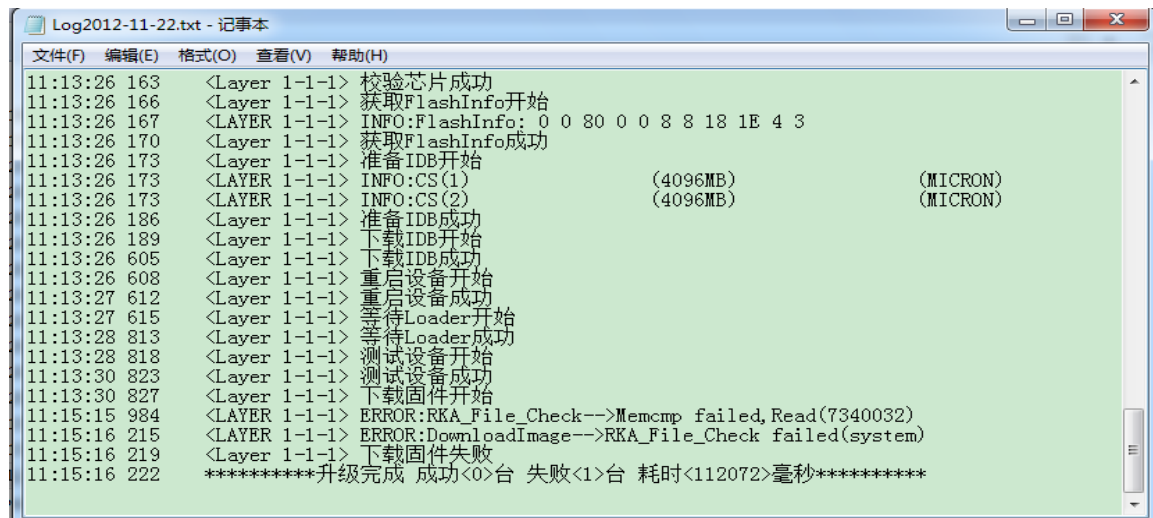 Log2012-11-22.txt - 记事本
文件(F) 编辑(E) 格式(O) 查看(V) 帮助(H)
11:13:26 163 <Layer 1-1-1> 校验芯片成功
11:13:26 166 <Layer 1-1-1> 获取FlashInfo开始
11:13:26 167 <LAYER 1-1-1> INFO:FlashInfo: 0 0 80 0 0 8 8 18 1E 4 3
11:13:26 170 <Layer 1-1-1> 获取FlashInfo成功
11:13:26 173 <Layer 1-1-1> 准备IDB开始
11:13:26 173 <LAYER 1-1-1> INFO:CS(1) (4096MB) (MICRON)
11:13:26 173 <LAYER 1-1-1> INFO:CS(2) (4096MB) (MICRON)
11:13:26 186 <Layer 1-1-1> 准备IDB成功
11:13:26 189 <Layer 1-1-1> 下载IDB开始
11:13:26 605 <Layer 1-1-1> 下载IDB成功
11:13:26 608 <Layer 1-1-1> 重启设备开始
11:13:27 612 <Layer 1-1-1> 重启设备成功
11:13:27 615 <Layer 1-1-1> 等待Loader开始
11:13:28 813 <Layer 1-1-1> 等待Loader成功
11:13:28 818 <Layer 1-1-1> 测试设备开始
11:13:30 823 <Layer 1-1-1> 测试设备成功
11:13:30 827 <Layer 1-1-1> 下载固件开始
11:15:15 984 <LAYER 1-1-1> ERROR:RKA_File_Check-->Memcmp failed,Read(7340032)
11:15:16 215 <LAYER 1-1-1> ERROR:DownloadImage-->RKA_File_Check failed(system)
11:15:16 219 <Layer 1-1-1> 下载固件失败
11:15:16 222 **********升级完成 成功<0>台 失败<1>台 耗时<112072>毫秒**********